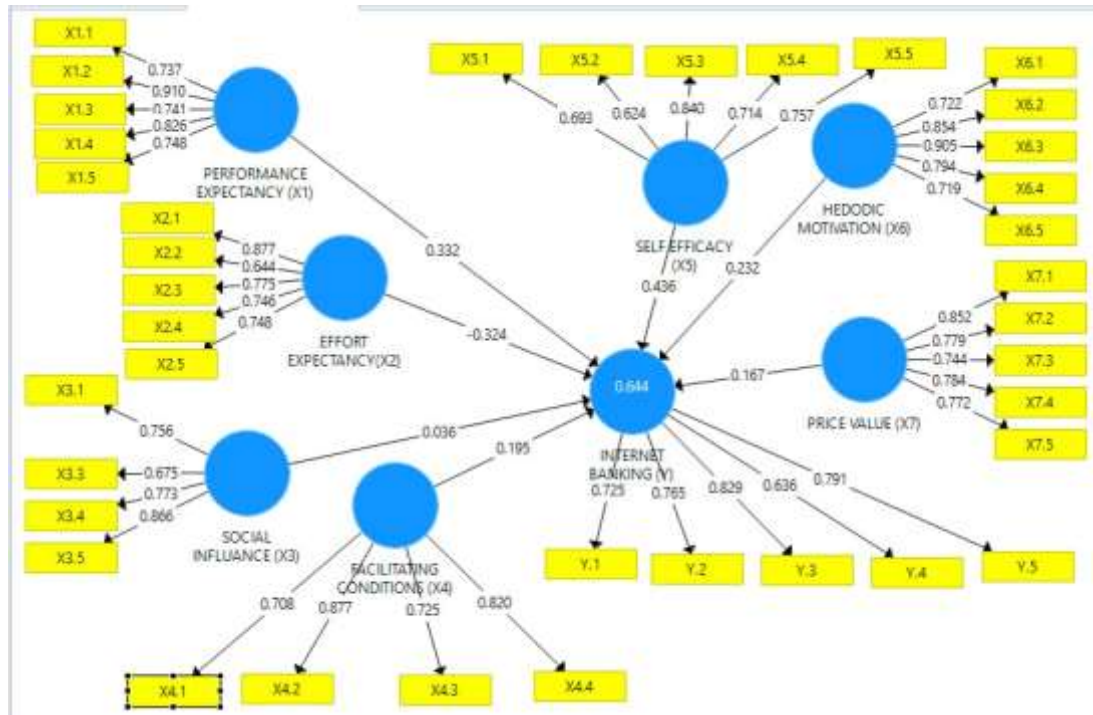 X1.1
X1.2
X1.3
X1.4
X1.5
0.737
0.910
0.741
0.826
0.748
PERFORMANCE
EXPECTANCY (X1)
X2.1
X2.2
X2.3
X2.4
X2.5
0.877
0.644
0.775
0.746
0.748
EFFORT
EXPECTANCY(X2)
X3.1
X3.3
X3.4
X3.5
0.756
0.675
0.773
0.866
SOCIAL
INFLUANCE (X3)
X4.1
X4.2
X4.3
X4.4
0.708
0.877
0.725
0.820
FACILITATING
CONDITIONS (X4)
X5.1
X5.2
X5.3
X5.4
X5.5
0.693
0.624
0.840
0.714
0.757
SELF EFFICACY
(X5)
X6.1
X6.2
X6.3
X6.4
X6.5
0.722
0.854
0.905
0.794
0.719
HEDODIC
MOTIVATION (X6)
X7.1
X7.2
X7.3
X7.4
X7.5
0.852
0.779
0.744
0.784
0.772
PRICE VALUE (X7)
0.332
-0.324
0.036
0.195
0.436
0.232
0.167
0.644
INTERNET
BANKING (Y)
0.725
0.765
0.829
0.636
0.791
Y.1
Y.2
Y.3
Y.4
Y.5